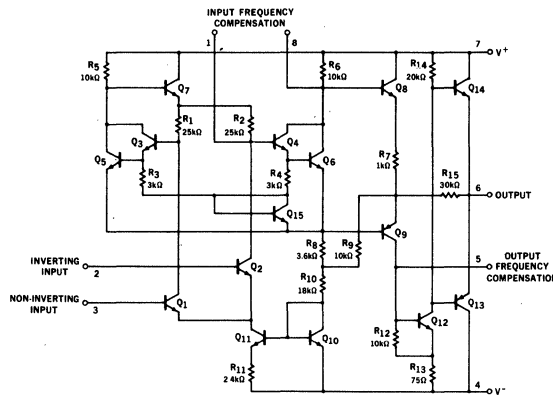 INPUT FREQUENCY
COMPENSATION
1
8
R5
10kΩ
R6
10kΩ
R14
20kΩ
7
V+
Q7
Q8
Q14
R1
25kΩ
R2
25kΩ
Q3
Q4
Q5
Q6
R7
1kΩ
R3
3kΩ
R4
3kΩ
R15
30kΩ
6
OUTPUT
Q15
Q9
R8
3.6kΩ
R9
10kΩ
INVERTING
INPUT
2
Q2
R10
18kΩ
5
OUTPUT
FREQUENCY
COMPENSATION
NON-INVERTING
INPUT
3
Q1
Q12
Q13
Q11
Q10
R12
10kΩ
R11
2.4kΩ
R13
75Ω
4
V-